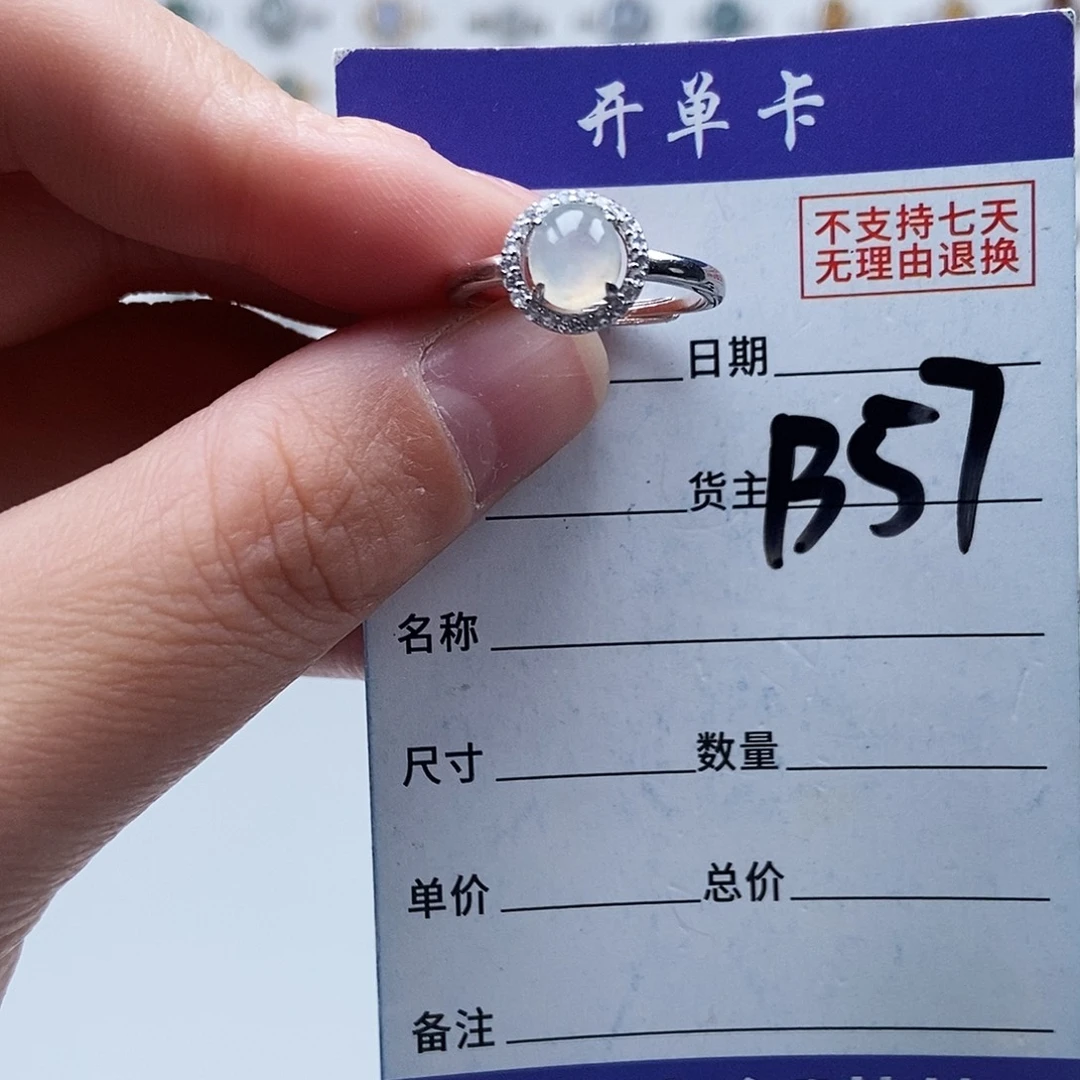 开单卡
不支持七天
无理由退换
日期
货主 B57
名称
尺寸 数量
单价 总价
备注